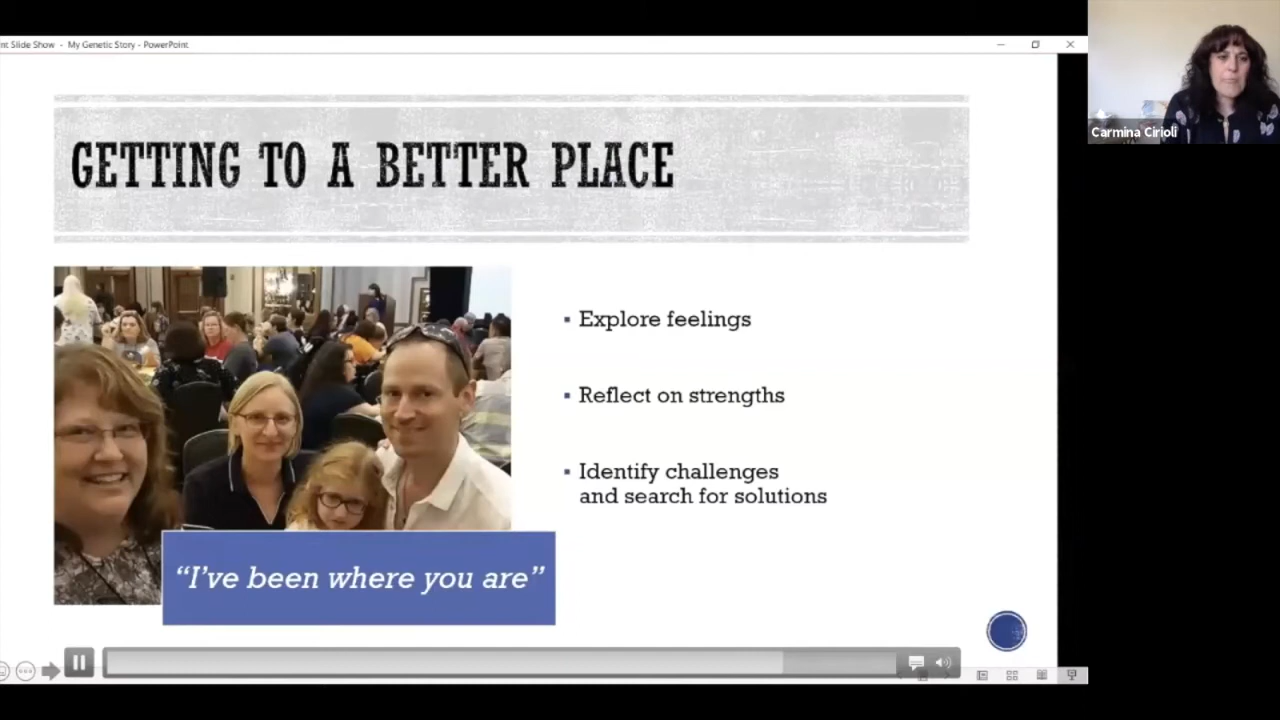 nt Slide Show - My Genetic Story - PowerPoint
Carmina Cirioli
GETTING TO A BETTER PLACE
▪ Explore feelings
▪ Reflect on strengths
▪ Identify challenges
and search for solutions
“I’ve been where you are”